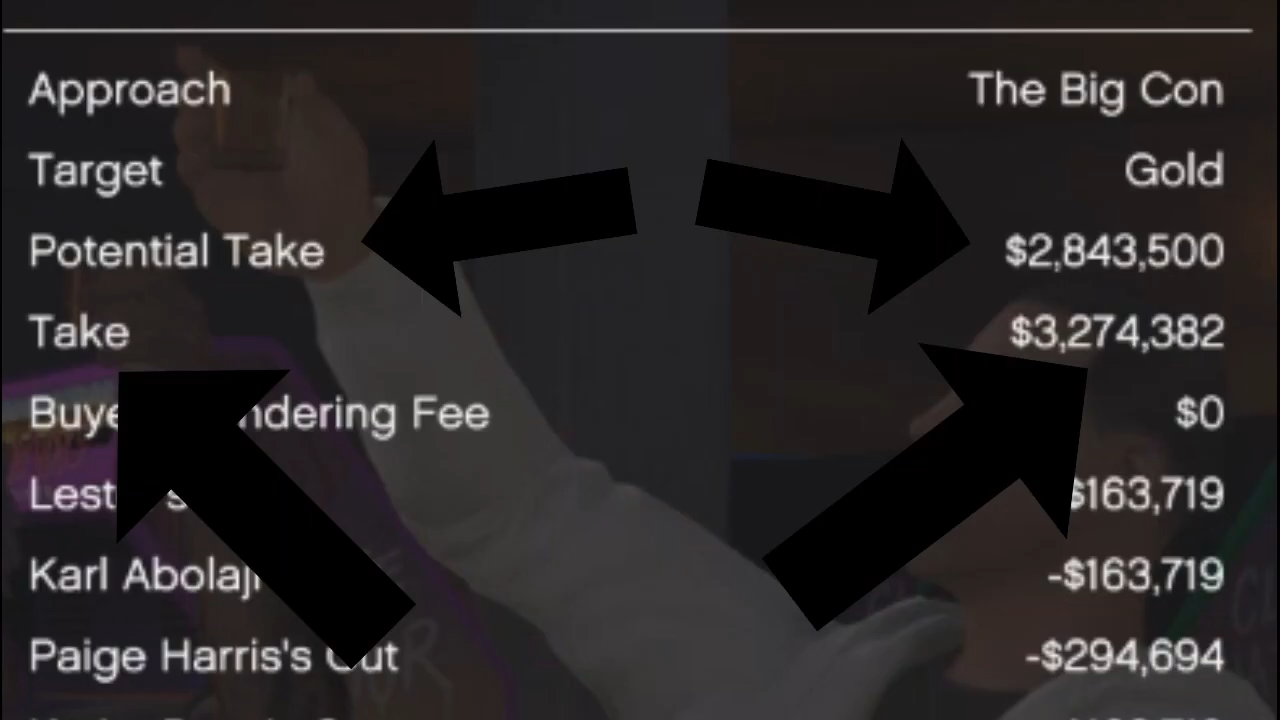 Approach The Big Con
Target Gold
Potential Take $2,843,500
Take $3,274,382
Buye ndering Fee $0
Lest s $163,719
Karl Abolaji -$163,719
Paige Harris's Cut -$294,694